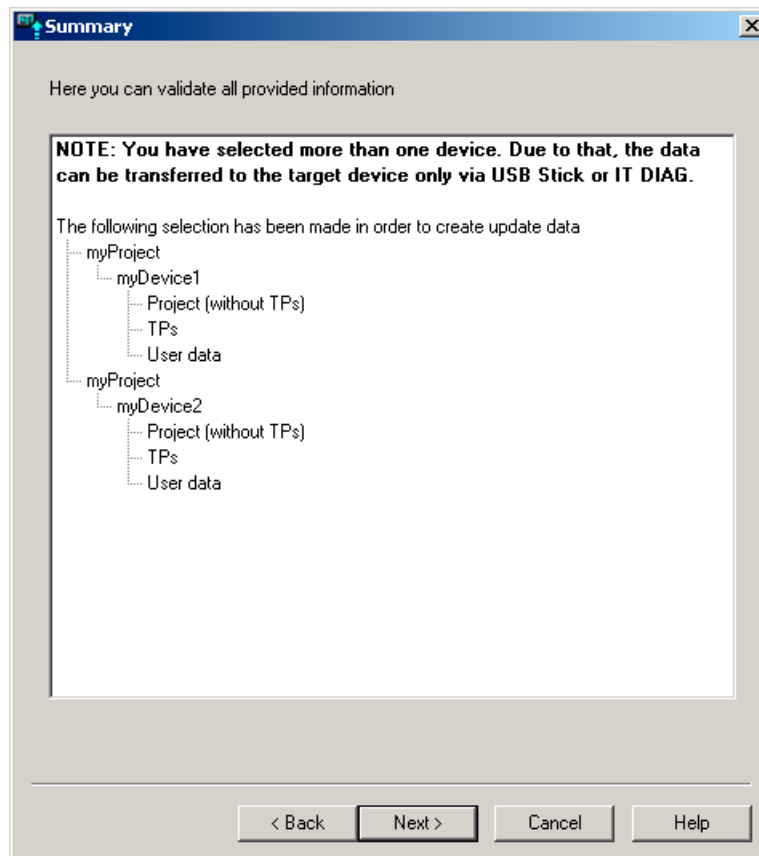 Summary
Here you can validate all provided information
NOTE: You have selected more than one device. Due to that, the data
can be transferred to the target device only via USB Stick or IT DIAG.
The following selection has been made in order to create update data
myProject
myDevice1
Project (without TPs)
TPs
User data
myProject
myDevice2
Project (without TPs)
TPs
User data
< Back
Next >
Cancel
Help